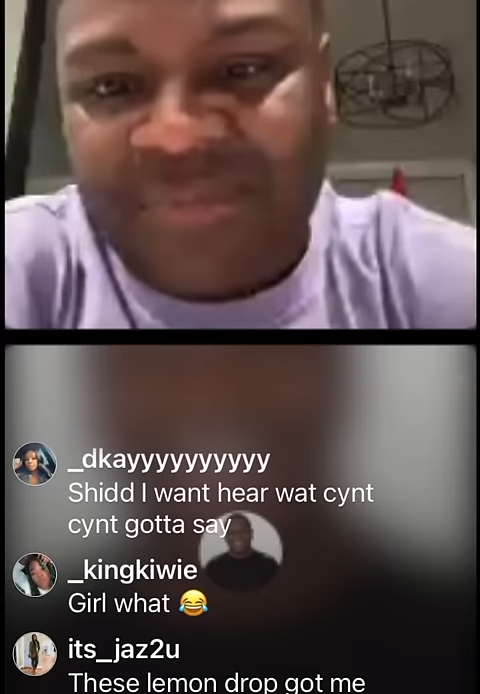 _dkayyyyyyyyyy
Shidd I want hear wat cynt
cynt gotta say
_kingkiwie
Girl what 😂
its_jaz2u
These lemon drop got me